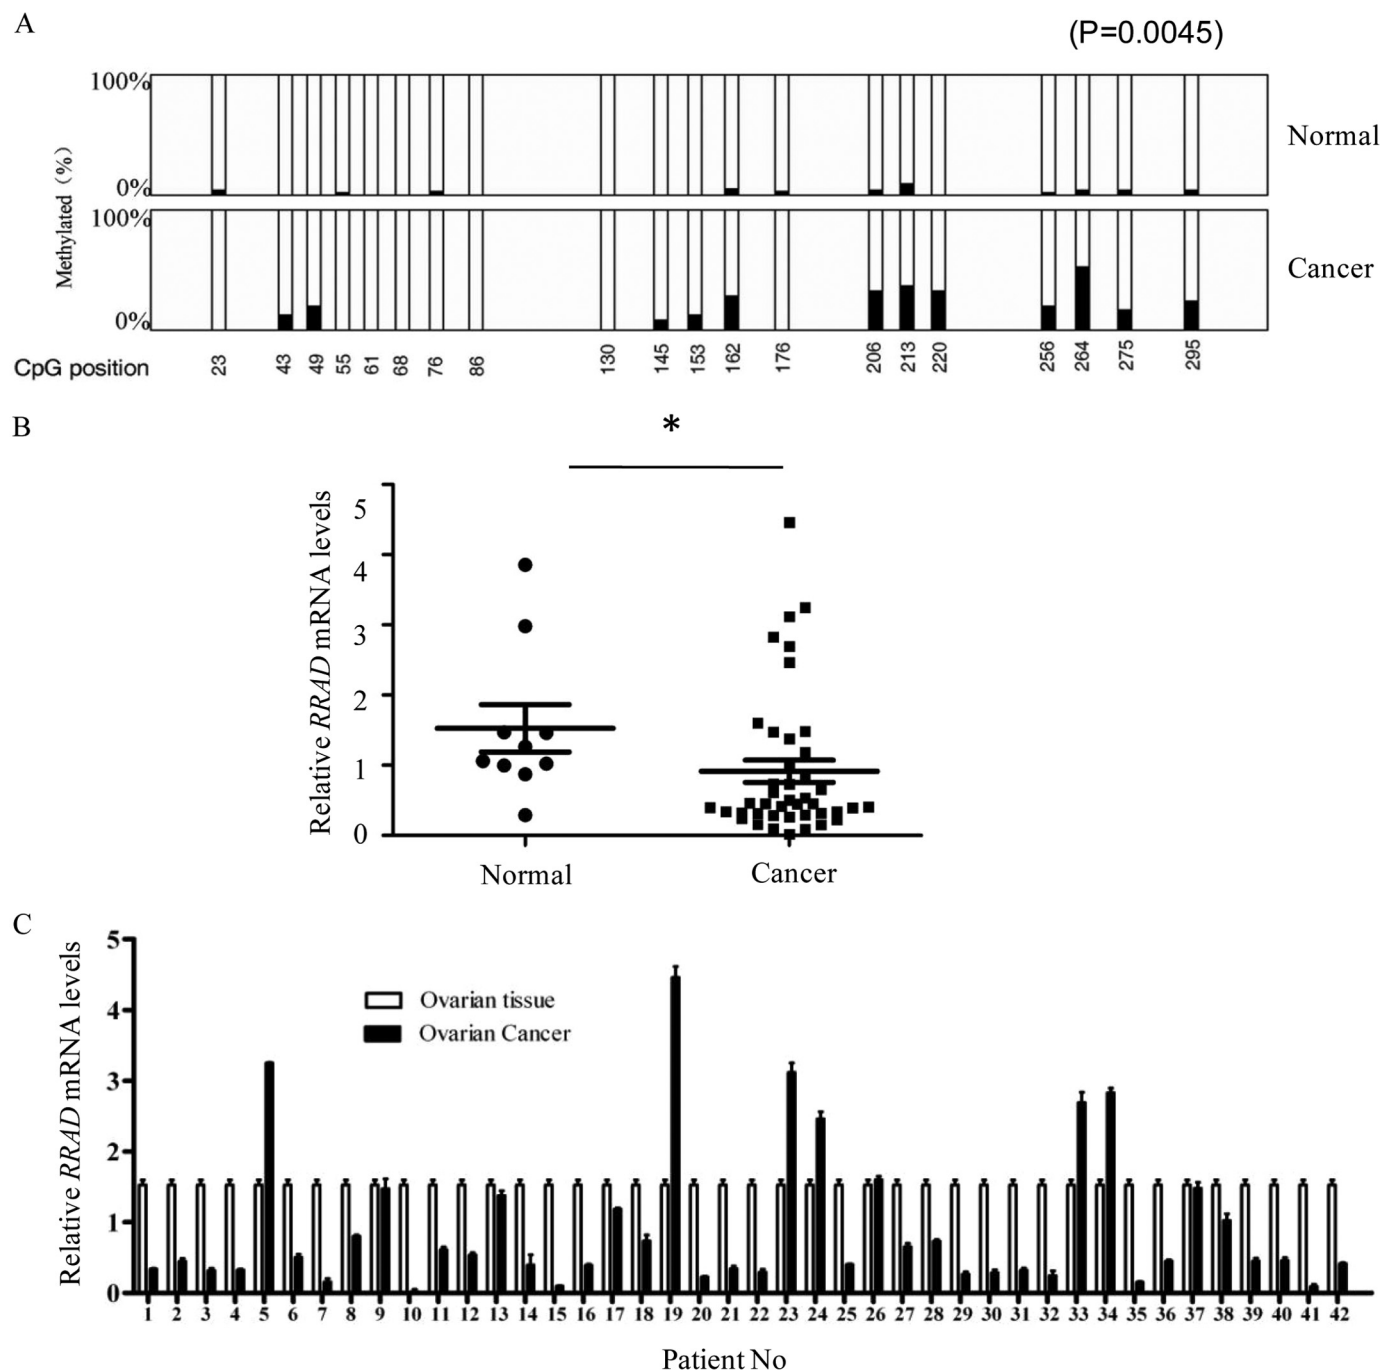 A
(P=0.0045)
100%
0%
Normal
Methylated (%)
100%
0%
Cancer
CpG position 23 43 49 55 61 68 76 86 130 145 153 162 176 206 213 220 256 264 275 295
B
*
Relative RRAD mRNA levels
5
4
3
2
1
0
Normal Cancer
C
Relative RRAD mRNA levels
5
4
3
2
1
0
Ovarian tissue
Ovarian Cancer
1 2 3 4 5 6 7 8 9 10 11 12 13 14 15 16 17 18 19 20 21 22 23 24 25 26 27 28 29 30 31 32 33 34 35 36 37 38 39 40 41 42
Patient No